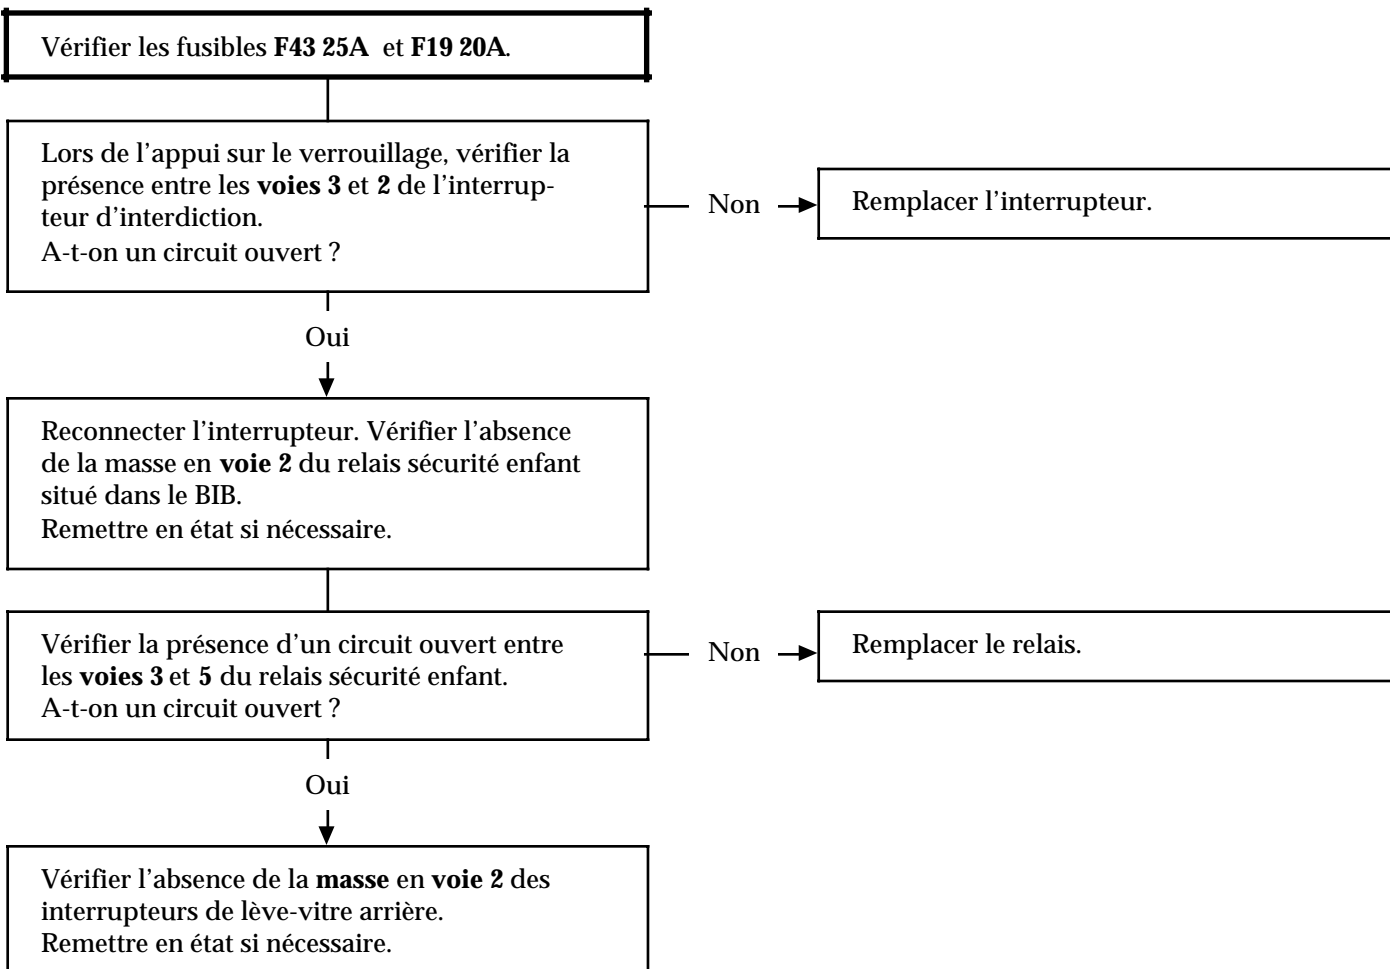 Vérifier les fusibles F43 25A et F19 20A.
Lors de l'appui sur le verrouillage, vérifier la
présence entre les voies 3 et 2 de l'interrup-
teur d'interdiction.
A-t-on un circuit ouvert ?
Non
Remplacer l'interrupteur.
Oui
Reconnecter l'interrupteur. Vérifier l'absence
de la masse en voie 2 du relais sécurité enfant
situé dans le BIB.
Remettre en état si nécessaire.
Vérifier la présence d'un circuit ouvert entre
les voies 3 et 5 du relais sécurité enfant.
A-t-on un circuit ouvert ?
Non
Remplacer le relais.
Oui
Vérifier l'absence de la masse en voie 2 des
interrupteurs de lève-vitre arrière.
Remettre en état si nécessaire.